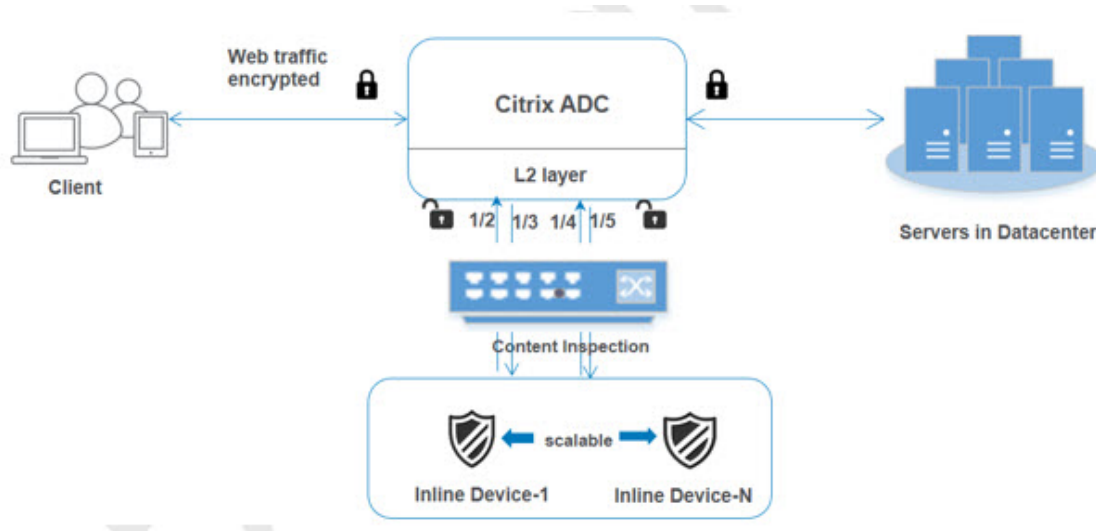 Web traffic
encrypted
Citrix ADC
L2 layer
Client
1/2 1/3 1/4 1/5
Servers in Datacenter
Content Inspection
scalable
Inline Device-1
Inline Device-N